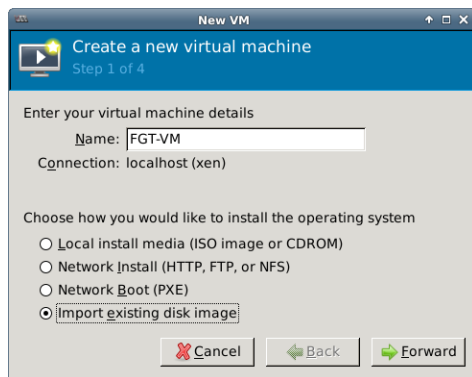 New VM
Create a new virtual machine
Step 1 of 4
Enter your virtual machine details
Name: FGT-VM
Connection: localhost (xen)
Choose how you would like to install the operating system
Local install media (ISO image or CDROM)
Network Install (HTTP, FTP, or NFS)
Network Boot (PXE)
Import existing disk image
Cancel Back Forward